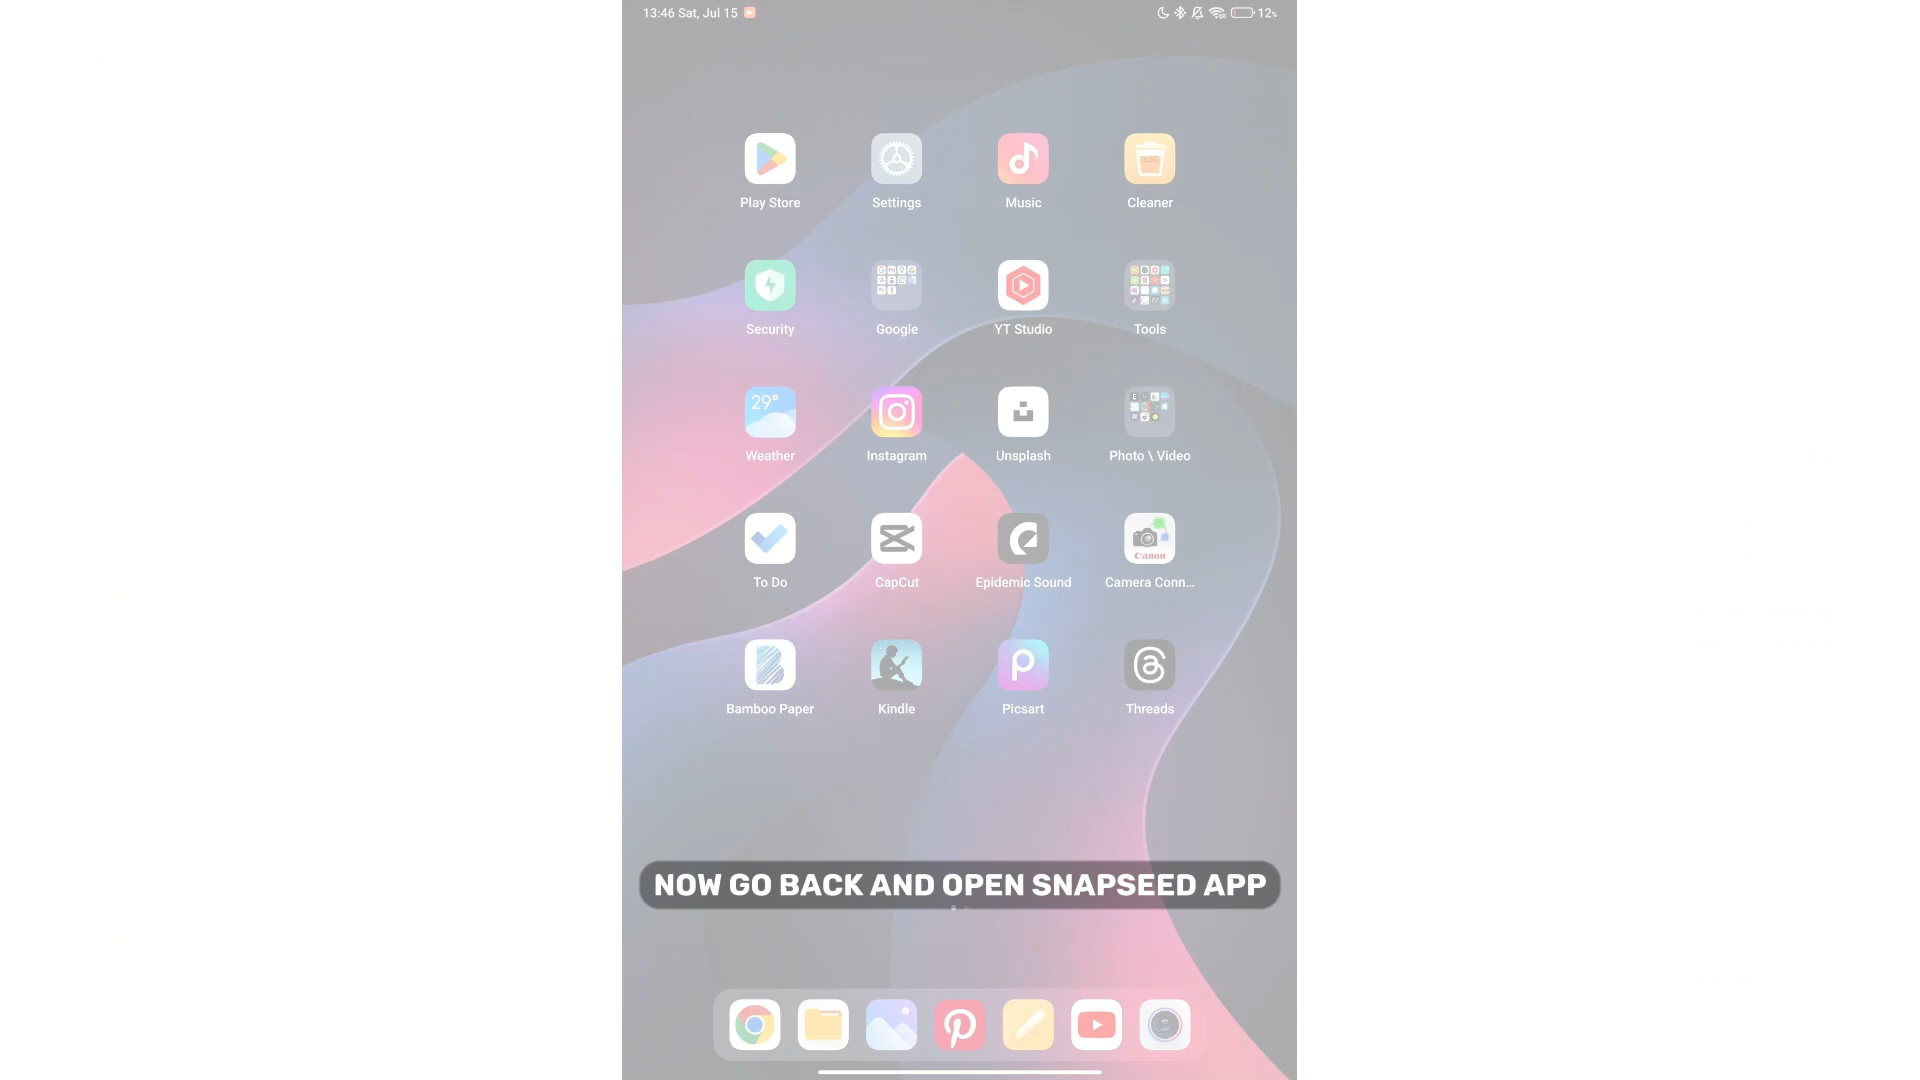 13:46 Sat, Jul 15
12%
Play Store
Settings
Music
Cleaner
Security
Google
YT Studio
Tools
29°
Weather
Instagram
Unsplash
Photo \ Video
Canon
To Do
CapCut
Epidemic Sound
Camera Conn...
Bamboo Paper
Kindle
Picsart
Threads
NOW GO BACK AND OPEN SNAPSEED APP